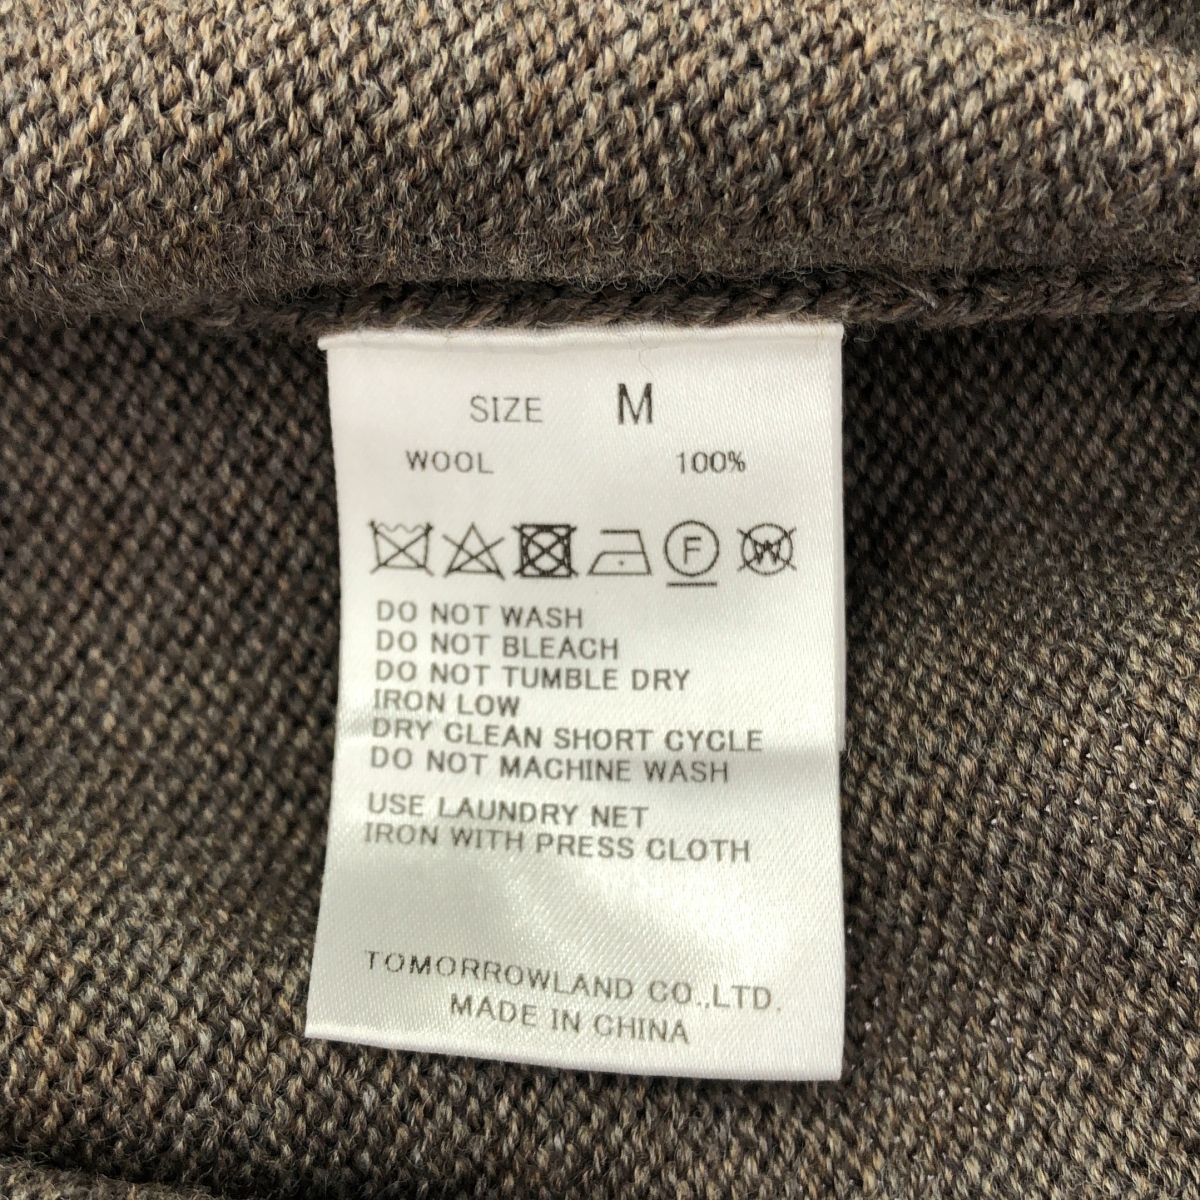 SIZE M
WOOL 100%
F W
DO NOT WASH
DO NOT BLEACH
DO NOT TUMBLE DRY
IRON LOW
DRY CLEAN SHORT CYCLE
DO NOT MACHINE WASH
USE LAUNDRY NET
IRON WITH PRESS CLOTH
TOMORROWLAND CO.,LTD.
MADE IN CHINA